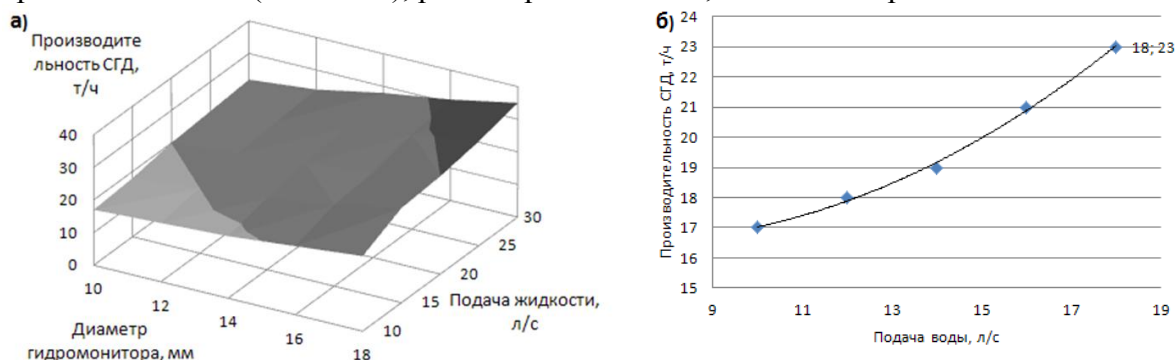 а)
Производите
льность СГД,
т/ч
40
30
20
10
0
10
12
14
16
18
Диаметр
гидромонитора, мм
10
15
20
25
30
Подача жидкости,
л/с
б)
Производительность СГД, т/ч
24
23
22
21
20
19
18
17
16
15
18; 23
9
11
13
15
17
19
Подача воды, л/с